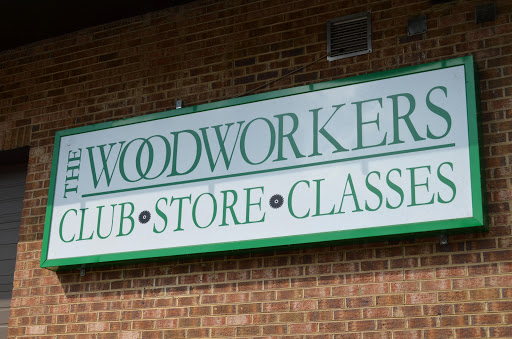 THE WOODWORKERS
CLUB • STORE • CLASSES